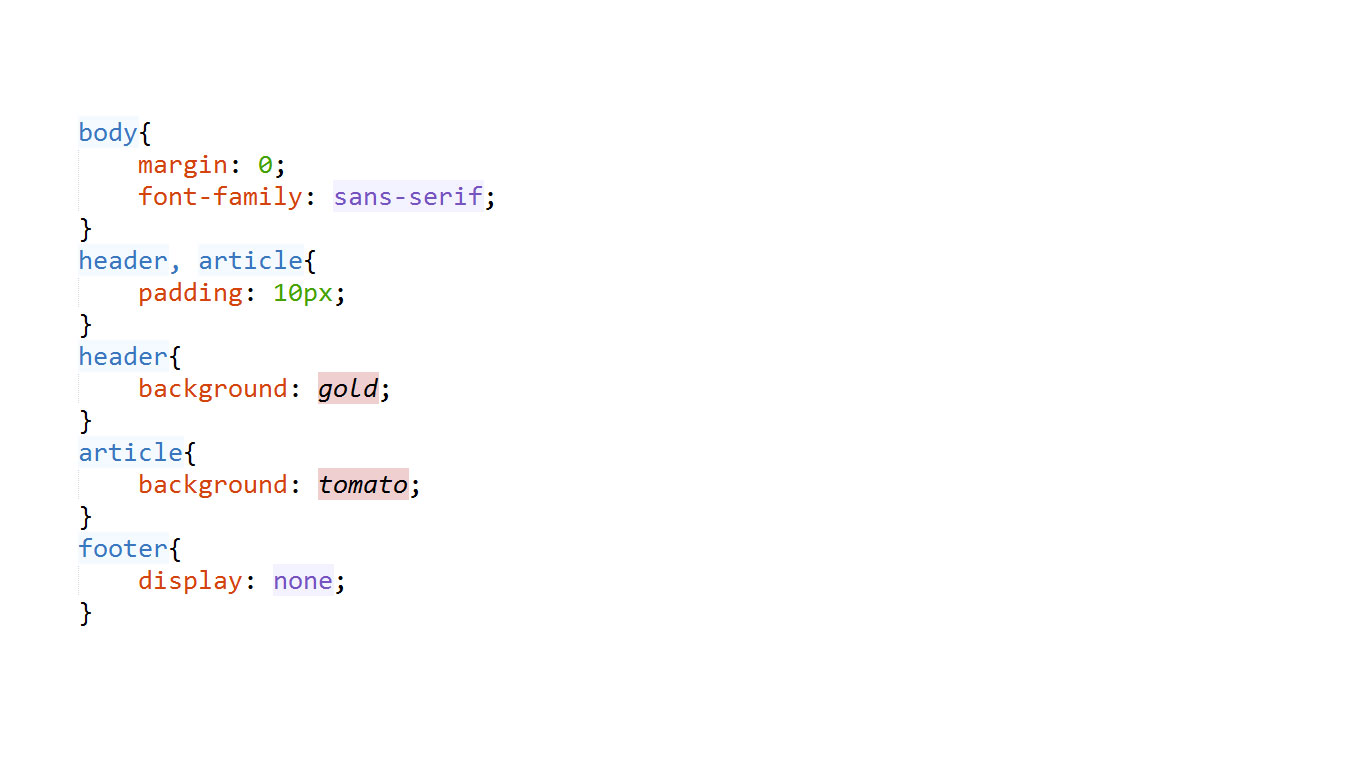 body{
    margin: 0;
    font-family: sans-serif;
}
header, article{
    padding: 10px;
}
header{
    background: gold;
}
article{
    background: tomato;
}
footer{
    display: none;
}